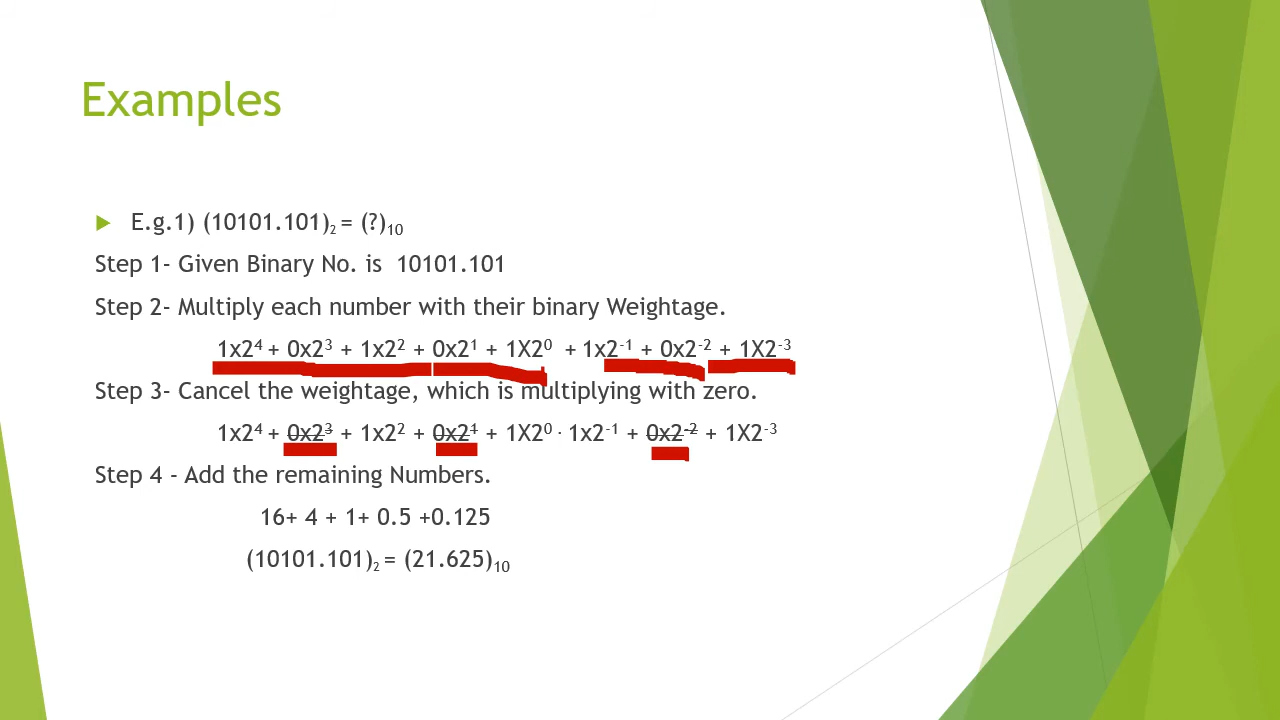 Examples
E.g.1) (10101.101)₂ = (?)₁₀
Step 1- Given Binary No. is 10101.101
Step 2- Multiply each number with their binary Weightage.
1x2⁴ + 0x2³ + 1x2² + 0x2¹ + 1X2⁰ + 1x2⁻¹ + 0x2⁻² + 1X2⁻³
Step 3- Cancel the weightage, which is multiplying with zero.
1x2⁴ + 0x2³ + 1x2² + 0x2¹ + 1X2⁰ . 1x2⁻¹ + 0x2⁻² + 1X2⁻³
Step 4 - Add the remaining Numbers.
16+ 4 + 1+ 0.5 +0.125
(10101.101)₂ = (21.625)₁₀